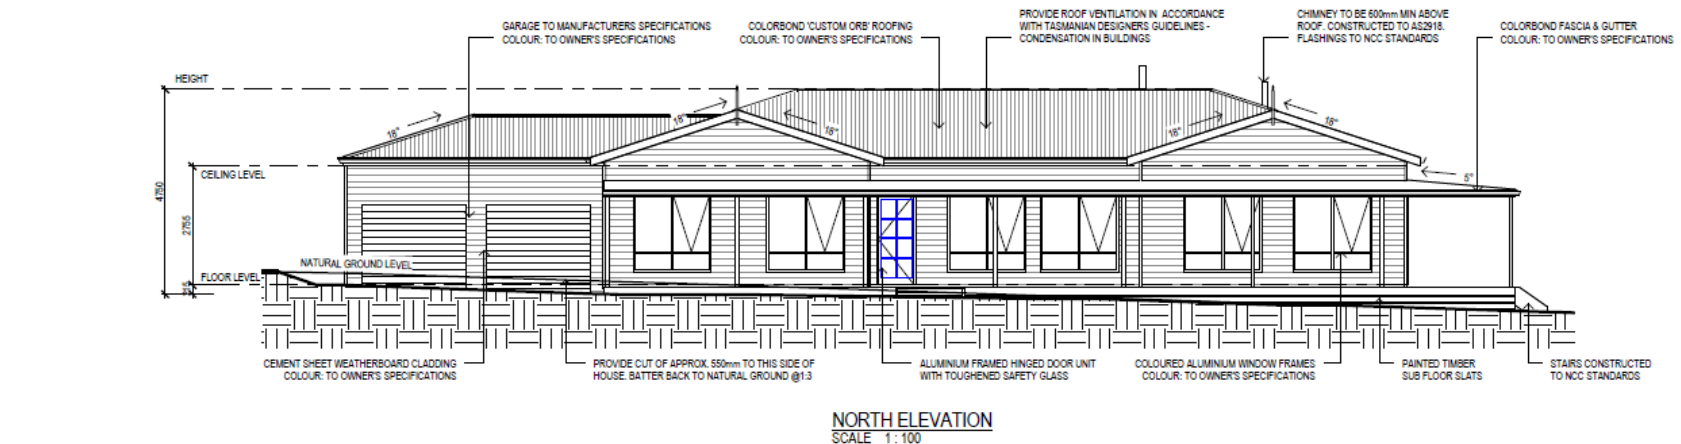 GARAGE TO MANUFACTURERS SPECIFICATIONS
COLOUR: TO OWNER'S SPECIFICATIONS
COLORBOND 'CUSTOM ORB' ROOFING
COLOUR: TO OWNER'S SPECIFICATIONS
PROVIDE ROOF VENTILATION IN ACCORDANCE
WITH TASMANIAN DESIGNERS GUIDELINES -
CONDENSATION IN BUILDINGS
CHIMNEY TO BE 600mm MIN ABOVE
ROOF. CONSTRUCTED TO AS2918.
FLASHINGS TO NCC STANDARDS
COLORBOND FASCIA & GUTTER
COLOUR: TO OWNER'S SPECIFICATIONS
HEIGHT
18°
18°
18°
18°
18°
5°
CEILING LEVEL
4750
2755
NATURAL GROUND LEVEL
FLOOR LEVEL
CEMENT SHEET WEATHERBOARD CLADDING
COLOUR: TO OWNER'S SPECIFICATIONS
PROVIDE CUT OF APPROX. 550mm TO THIS SIDE OF
HOUSE. BATTER BACK TO NATURAL GROUND @1:3
ALUMINIUM FRAMED HINGED DOOR UNIT
WITH TOUGHENED SAFETY GLASS
COLOURED ALUMINIUM WINDOW FRAMES
COLOUR: TO OWNER'S SPECIFICATIONS
PAINTED TIMBER
SUB FLOOR SLATS
STAIRS CONSTRUCTED
TO NCC STANDARDS
NORTH ELEVATION
SCALE 1 : 100